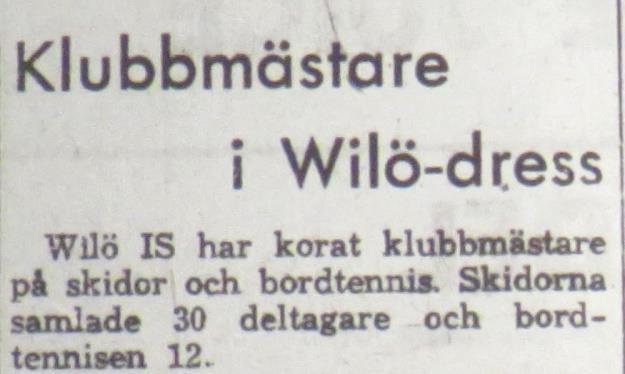 Klubbmästare
i Wilö-dress
Wilö IS har korat klubbmästare
på skidor och bordtennis. Skidorna
samlade 30 deltagare och bord-
tennisen 12.